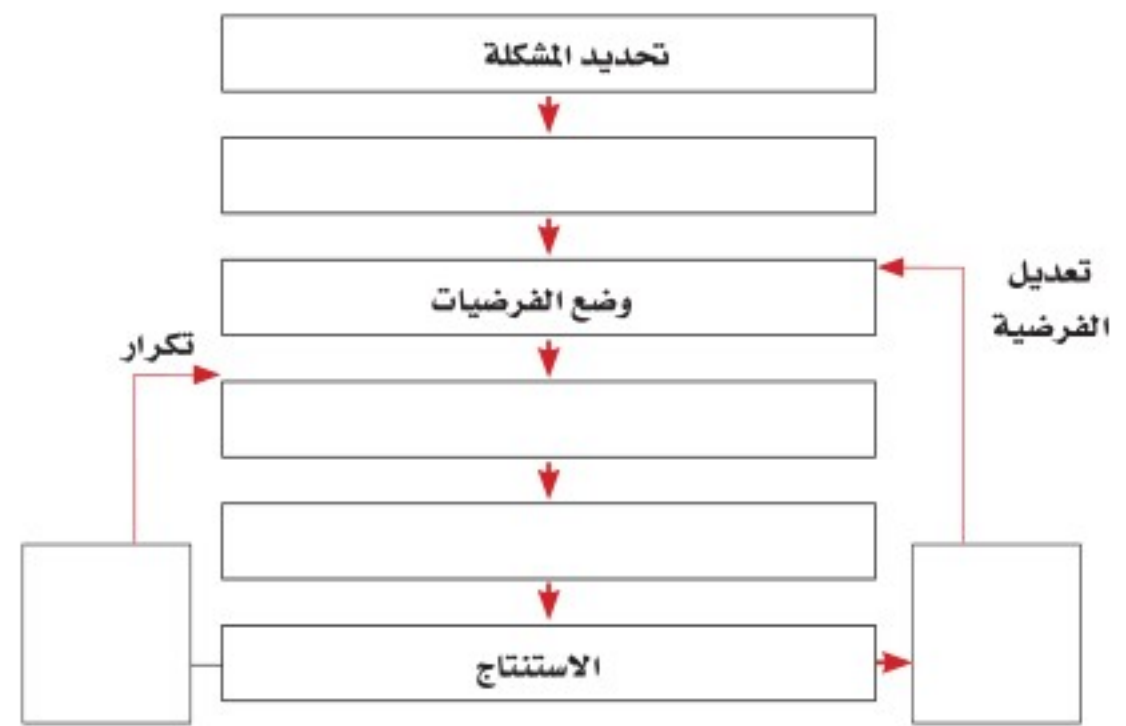 تحديد المشكلة
وضع الفرضيات
تعديل
الفرضية
تكرار
الاستنتاج